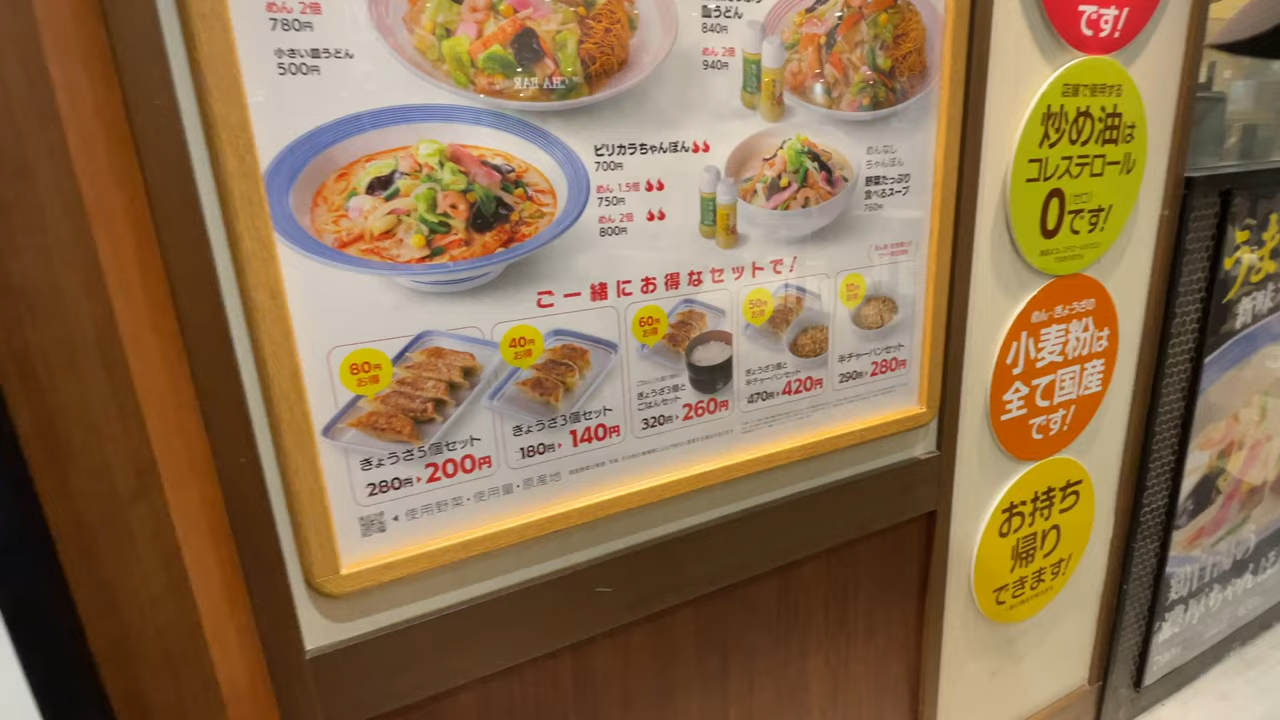 めん 2倍
780円
小さい皿うどん
500円
皿うどん
840円
めん 2倍
940円
CHA BAR
ピリカラちゃんぽん
700円
めん 1.5倍
750円
めん 2倍
800円
めんなし
ちゃんぽん
野菜たっぷり
食べるスープ
760円
ご一緒にお得なセットで!
80円
お得
ぎょうざ5個セット
280円 200円
40円
お得
ぎょうざ3個セット
180円 140円
60円
お得
ぎょうざ3個と
ごはんセット
320円 260円
50円
お得
ぎょうざ3個と
半チャーハンセット
470円 420円
10円
お得
半チャーハンセット
290円 280円
使用野菜・使用量・原産地
です!
店舗で使用する
炒め油は
コレステロール
0(ゼロ)です!
めん・ぎょうざの
小麦粉は
全て国産
です!
お持ち
帰り
できます!